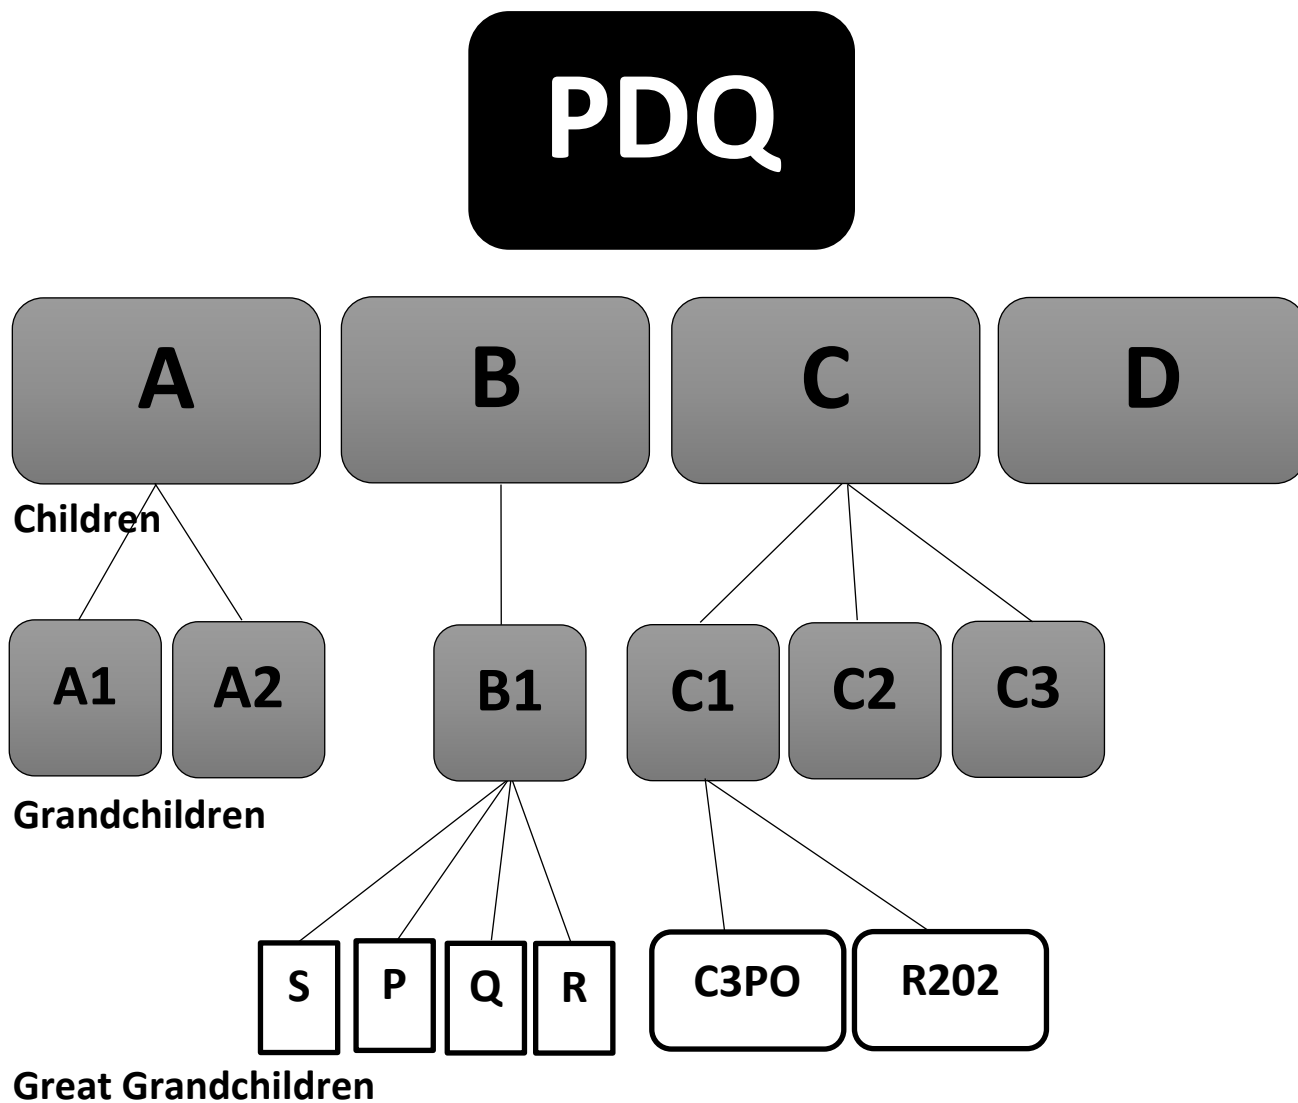 PDQ
A B C D
Children
A1 A2 B1 C1 C2 C3
Grandchildren
S P Q R C3PO R202
Great Grandchildren